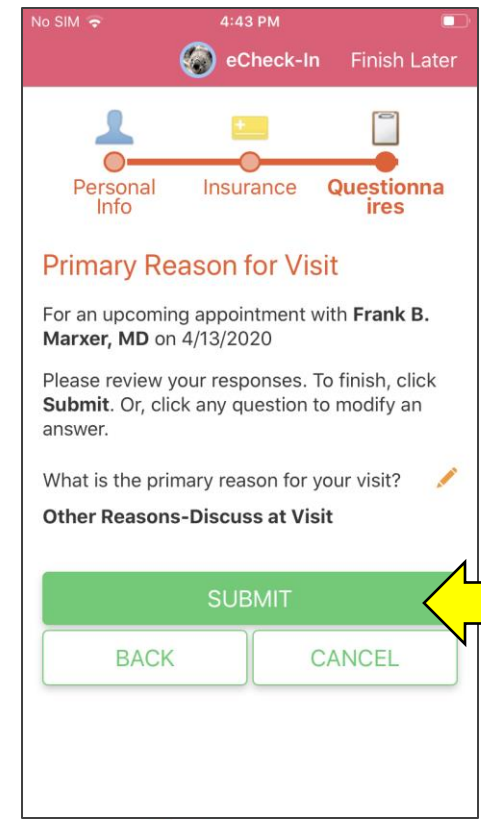 No SIM 4:43 PM
eCheck-In Finish Later
Personal Insurance Questionna
Info ires
Primary Reason for Visit
For an upcoming appointment with Frank B.
Marxer, MD on 4/13/2020
Please review your responses. To finish, click
Submit. Or, click any question to modify an
answer.
What is the primary reason for your visit?
Other Reasons-Discuss at Visit
SUBMIT
BACK CANCEL